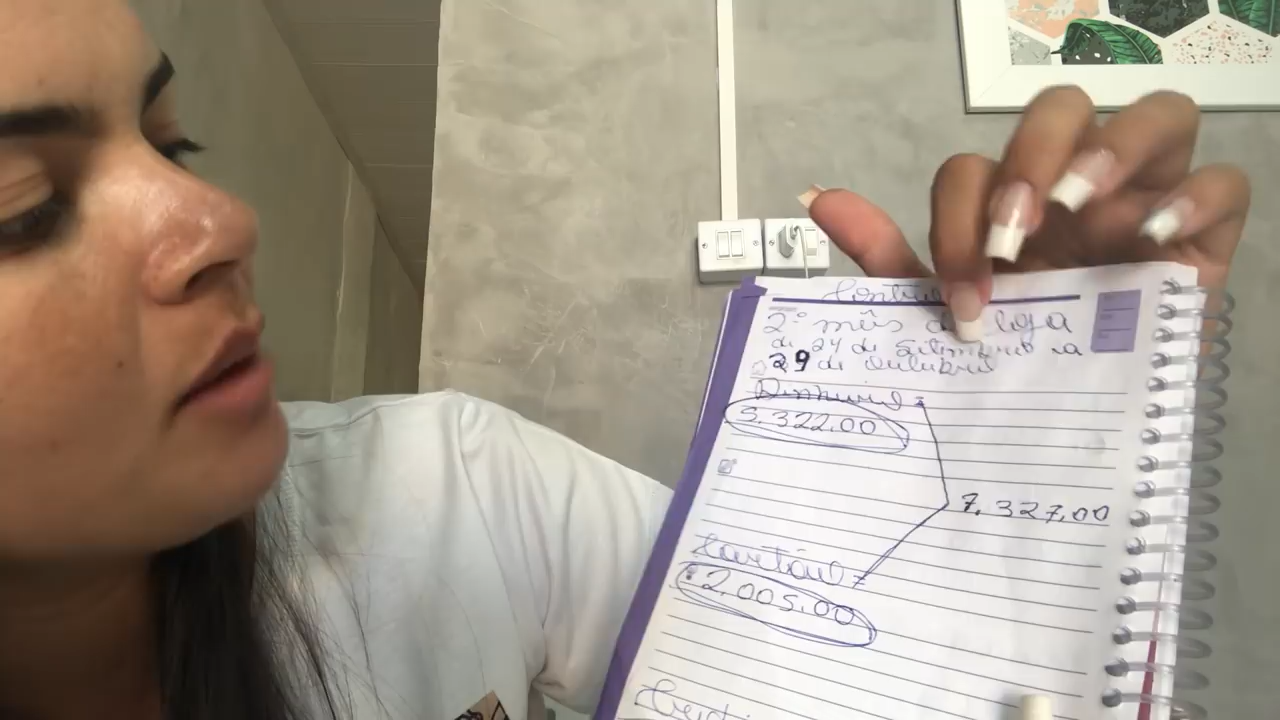 2º mês da loja
de 24 de Setembro a
29 de Outubro
Dinheiro =
5.322,00
7.327,00
Cartão =
2.005,00